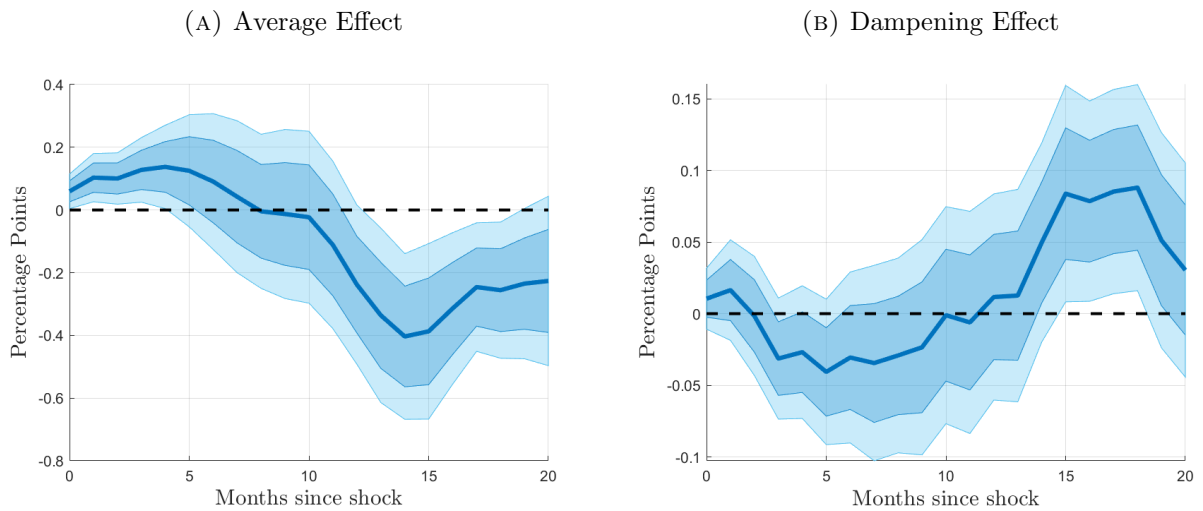 (A) Average Effect
0.4
0.2
0
-0.2
-0.4
-0.6
-0.8
Percentage Points
0 5 10 15 20
Months since shock
(B) Dampening Effect
0.15
0.1
0.05
0
-0.05
-0.1
Percentage Points
0 5 10 15 20
Months since shock